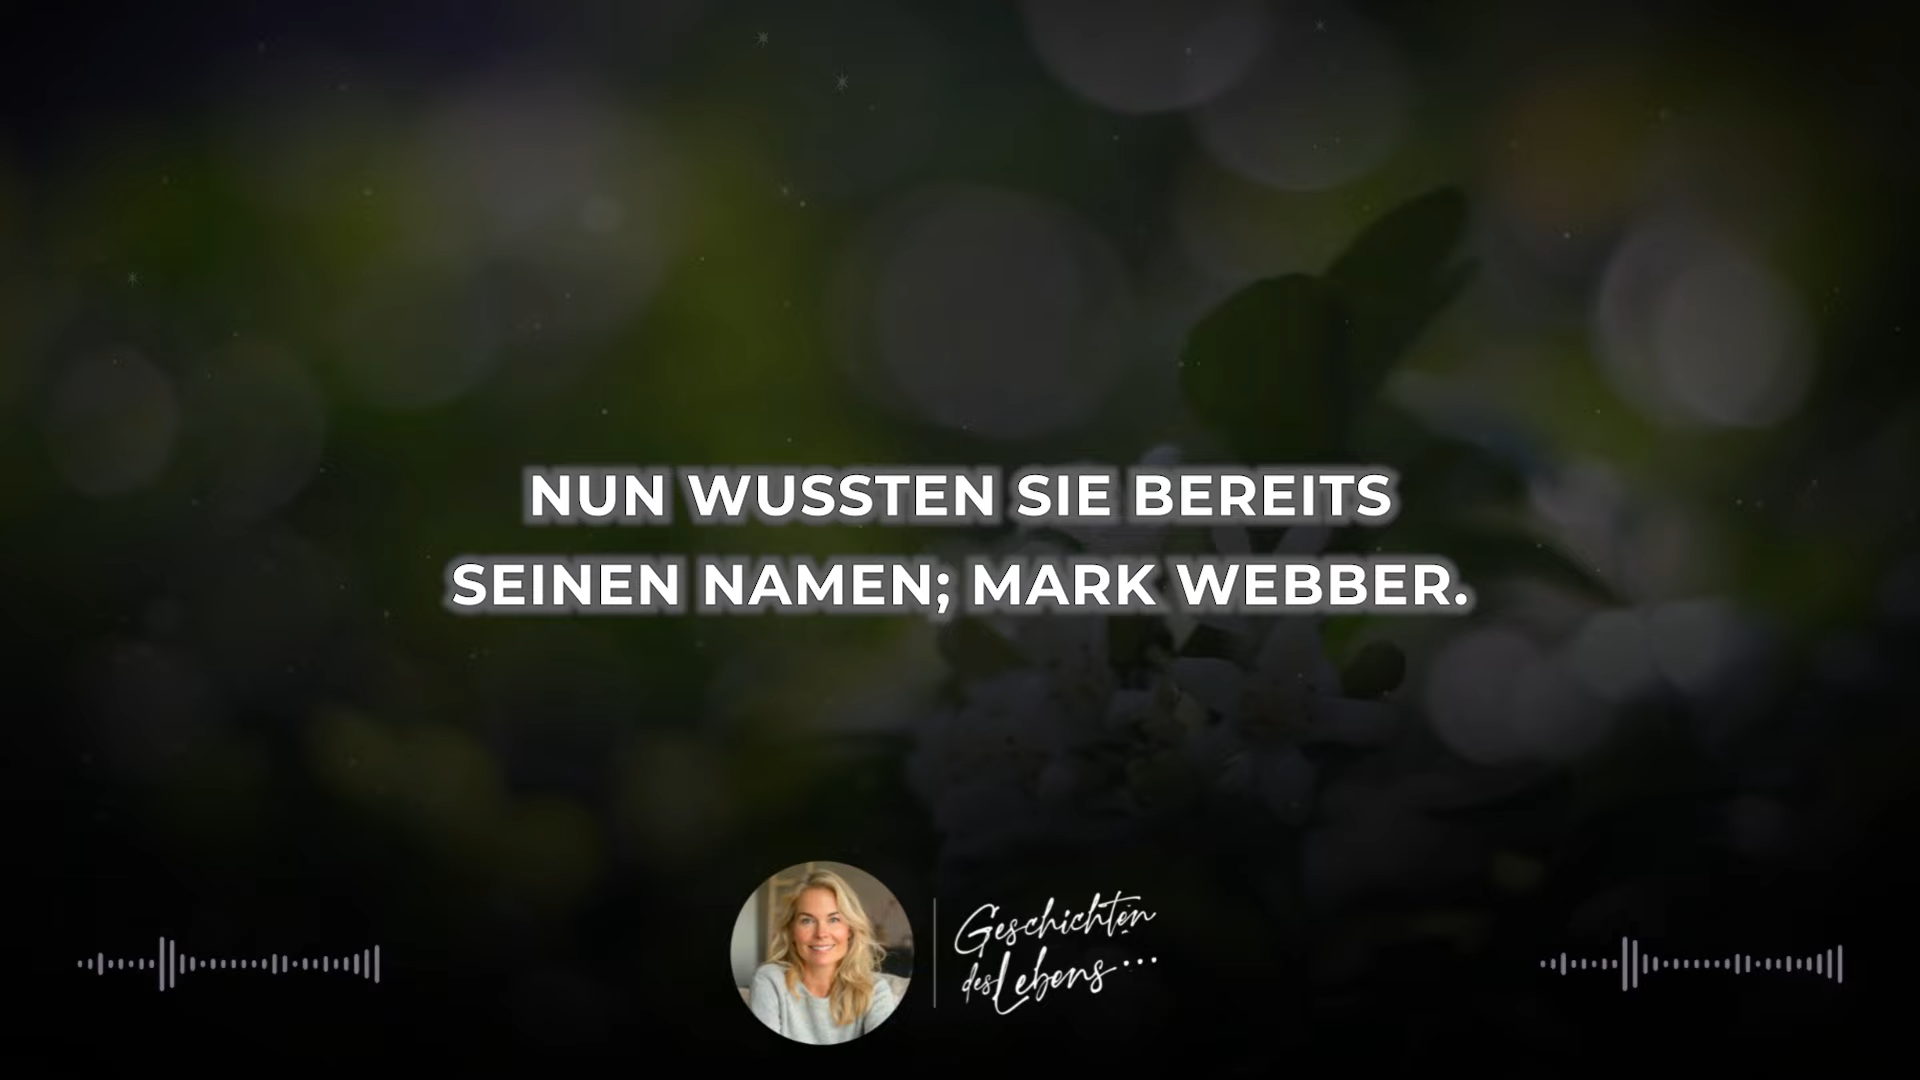 NUN WUSSTEN SIE BEREITS
SEINEN NAMEN; MARK WEBBER.
Geschichten
des Lebens...